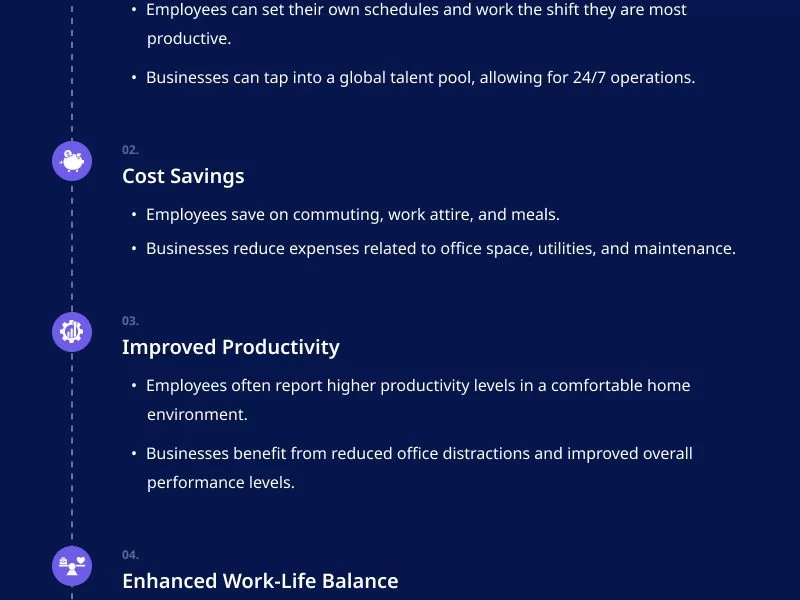 • Employees can set their own schedules and work the shift they are most
productive.
• Businesses can tap into a global talent pool, allowing for 24/7 operations.
02.
Cost Savings
• Employees save on commuting, work attire, and meals.
• Businesses reduce expenses related to office space, utilities, and maintenance.
03.
Improved Productivity
• Employees often report higher productivity levels in a comfortable home
environment.
• Businesses benefit from reduced office distractions and improved overall
performance levels.
04.
Enhanced Work-Life Balance